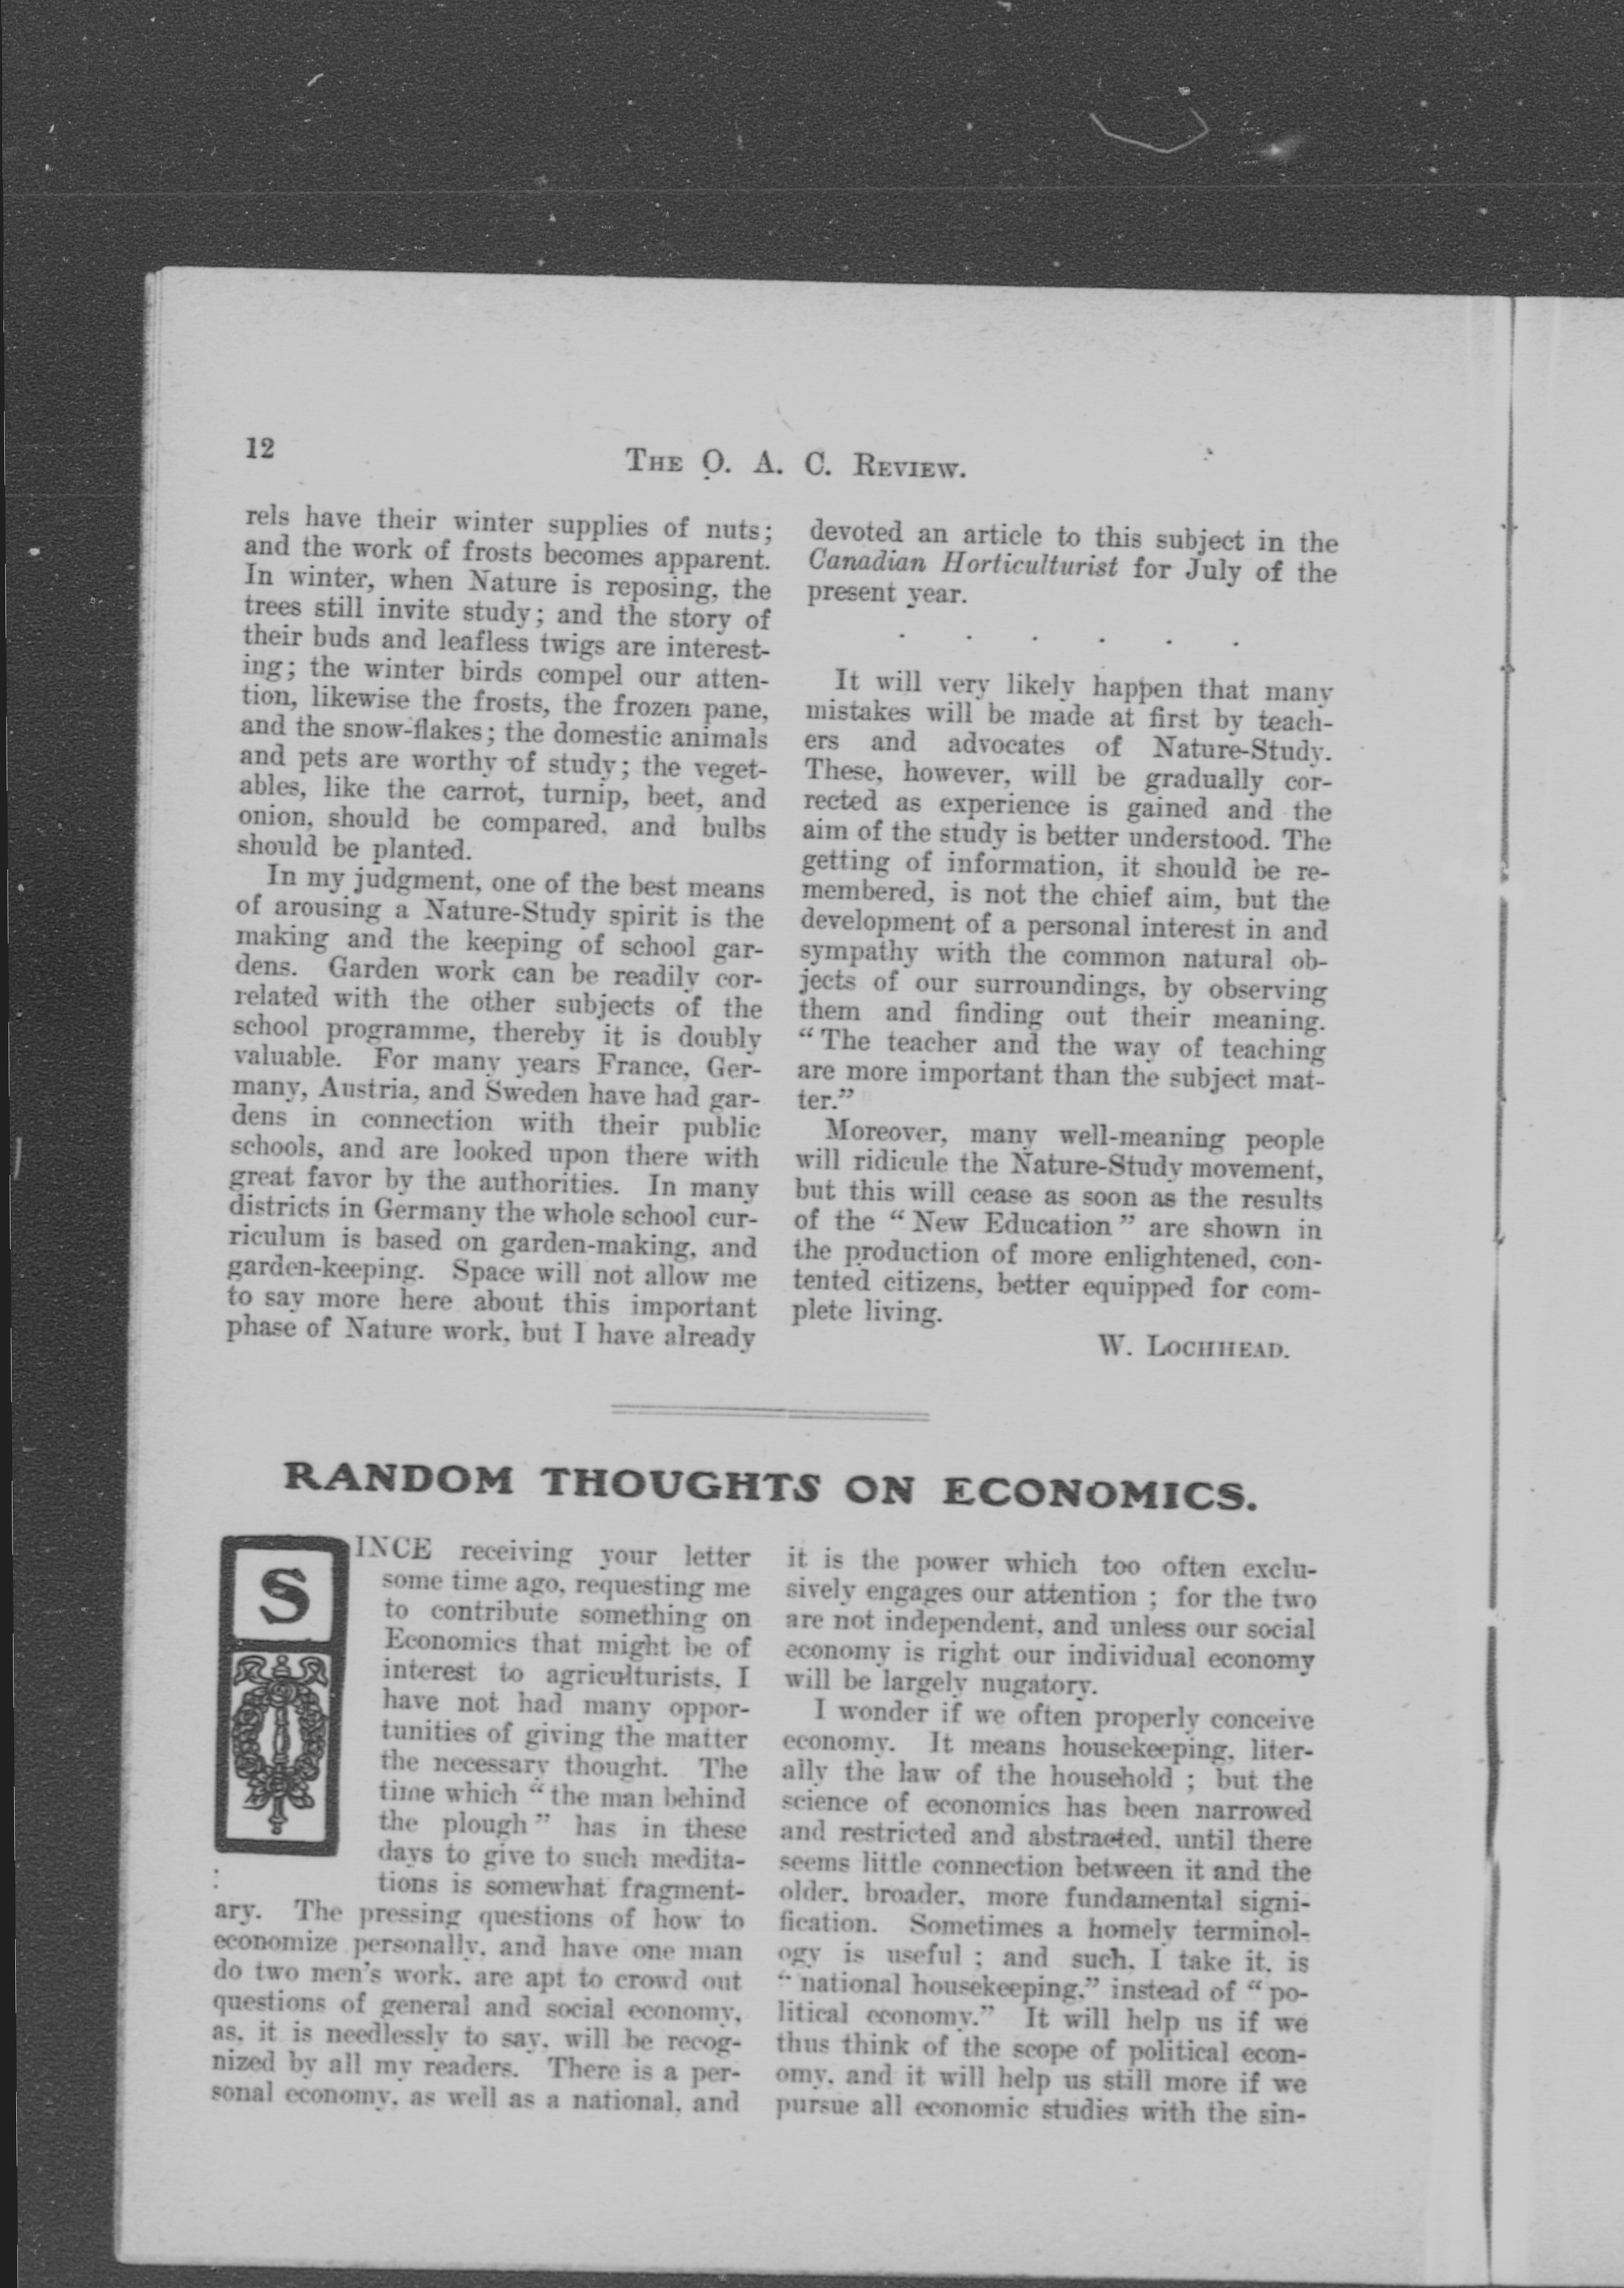 12
THE O. A. C. REVIEW.
rels have their winter supplies of nuts;
and the work of frosts becomes apparent.
In winter, when Nature is reposing, the
trees still invite study; and the story of
their buds and leafless twigs are interest-
ing; the winter birds compel our atten-
tion, likewise the frosts, the frozen pane,
and the snow-flakes; the domestic animals
and pets are worthy of study; the veget-
ables, like the carrot, turnip, beet, and
onion, should be compared, and bulbs
should be planted.
In my judgment, one of the best means
of arousing a Nature-Study spirit is the
making and the keeping of school gar-
dens. Garden work can be readily cor-
related with the other subjects of the
school programme, thereby it is doubly
valuable. For many years France, Ger-
many, Austria, and Sweden have had gar-
dens in connection with their public
schools, and are looked upon there with
great favor by the authorities. In many
districts in Germany the whole school cur-
riculum is based on garden-making, and
garden-keeping. Space will not allow me
to say more here about this important
phase of Nature work, but I have already
devoted an article to this subject in the
Canadian Horticulturist for July of the
present year.
. . . . . .
It will very likely happen that many
mistakes will be made at first by teach-
ers and advocates of Nature-Study.
These, however, will be gradually cor-
rected as experience is gained and the
aim of the study is better understood. The
getting of information, it should be re-
membered, is not the chief aim, but the
development of a personal interest in and
sympathy with the common natural ob-
jects of our surroundings, by observing
them and finding out their meaning.
“The teacher and the way of teaching
are more important than the subject mat-
ter.”
Moreover, many well-meaning people
will ridicule the Nature-Study movement,
but this will cease as soon as the results
of the “New Education” are shown in
the production of more enlightened, con-
tented citizens, better equipped for com-
plete living.
W. LOCHHEAD.
RANDOM THOUGHTS ON ECONOMICS.
SINCE receiving your letter
some time ago, requesting me
to contribute something on
Economics that might be of
interest to agriculturists, I
have not had many oppor-
tunities of giving the matter
the necessary thought. The
time which “the man behind
the plough” has in these
days to give to such medita-
tions is somewhat fragment-
ary. The pressing questions of how to
economize personally, and have one man
do two men's work, are apt to crowd out
questions of general and social economy,
as, it is needlessly to say, will be recog-
nized by all my readers. There is a per-
sonal economy, as well as a national, and
it is the power which too often exclu-
sively engages our attention ; for the two
are not independent, and unless our social
economy is right our individual economy
will be largely nugatory.
I wonder if we often properly conceive
economy. It means housekeeping, liter-
ally the law of the household ; but the
science of economics has been narrowed
and restricted and abstracted, until there
seems little connection between it and the
older, broader, more fundamental signi-
fication. Sometimes a homely terminol-
ogy is useful ; and such, I take it, is
“national housekeeping,” instead of “po-
litical economy.” It will help us if we
thus think of the scope of political econ-
omy, and it will help us still more if we
pursue all economic studies with the sin-